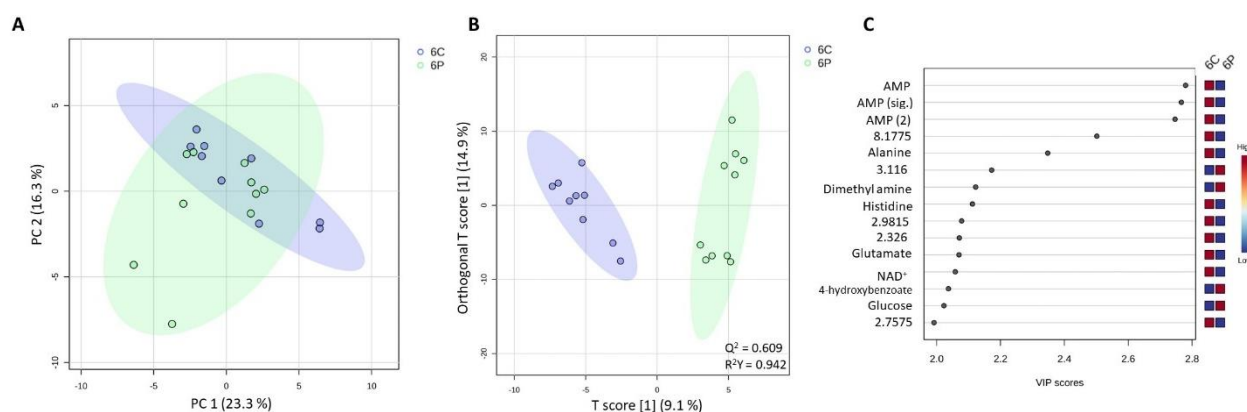 A
6C
6P
10
5
0
-5
-10
-10
-5
0
5
10
PC 2 (16.3 %)
PC 1 (23.3 %)
B
6C
6P
20
10
0
-10
-20
-10
-5
0
5
Orthogonal T score [1] (14.9 %)
Q² = 0.609
R²Y = 0.942
T score [1] (9.1 %)
C
6C
6P
AMP
AMP (sig.)
AMP (2)
8.1775
Alanine
3.116
Dimethyl amine
Histidine
2.9815
2.326
Glutamate
NAD⁺
4-hydroxybenzoate
Glucose
2.7575
2.0
2.2
2.4
2.6
2.8
VIP scores